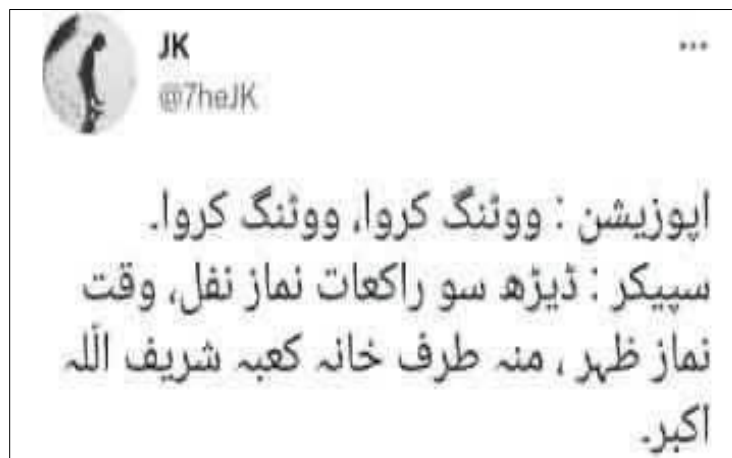 JK
@7heJK
اپوزیشن : ووٹنگ کروا، ووٹنگ کروا۔
سپیکر : ڈیڑھ سو راکعات نماز نفل، وقت
نماز ظہر ، منہ طرف خانہ کعبہ شریف اللہ
اکبر۔